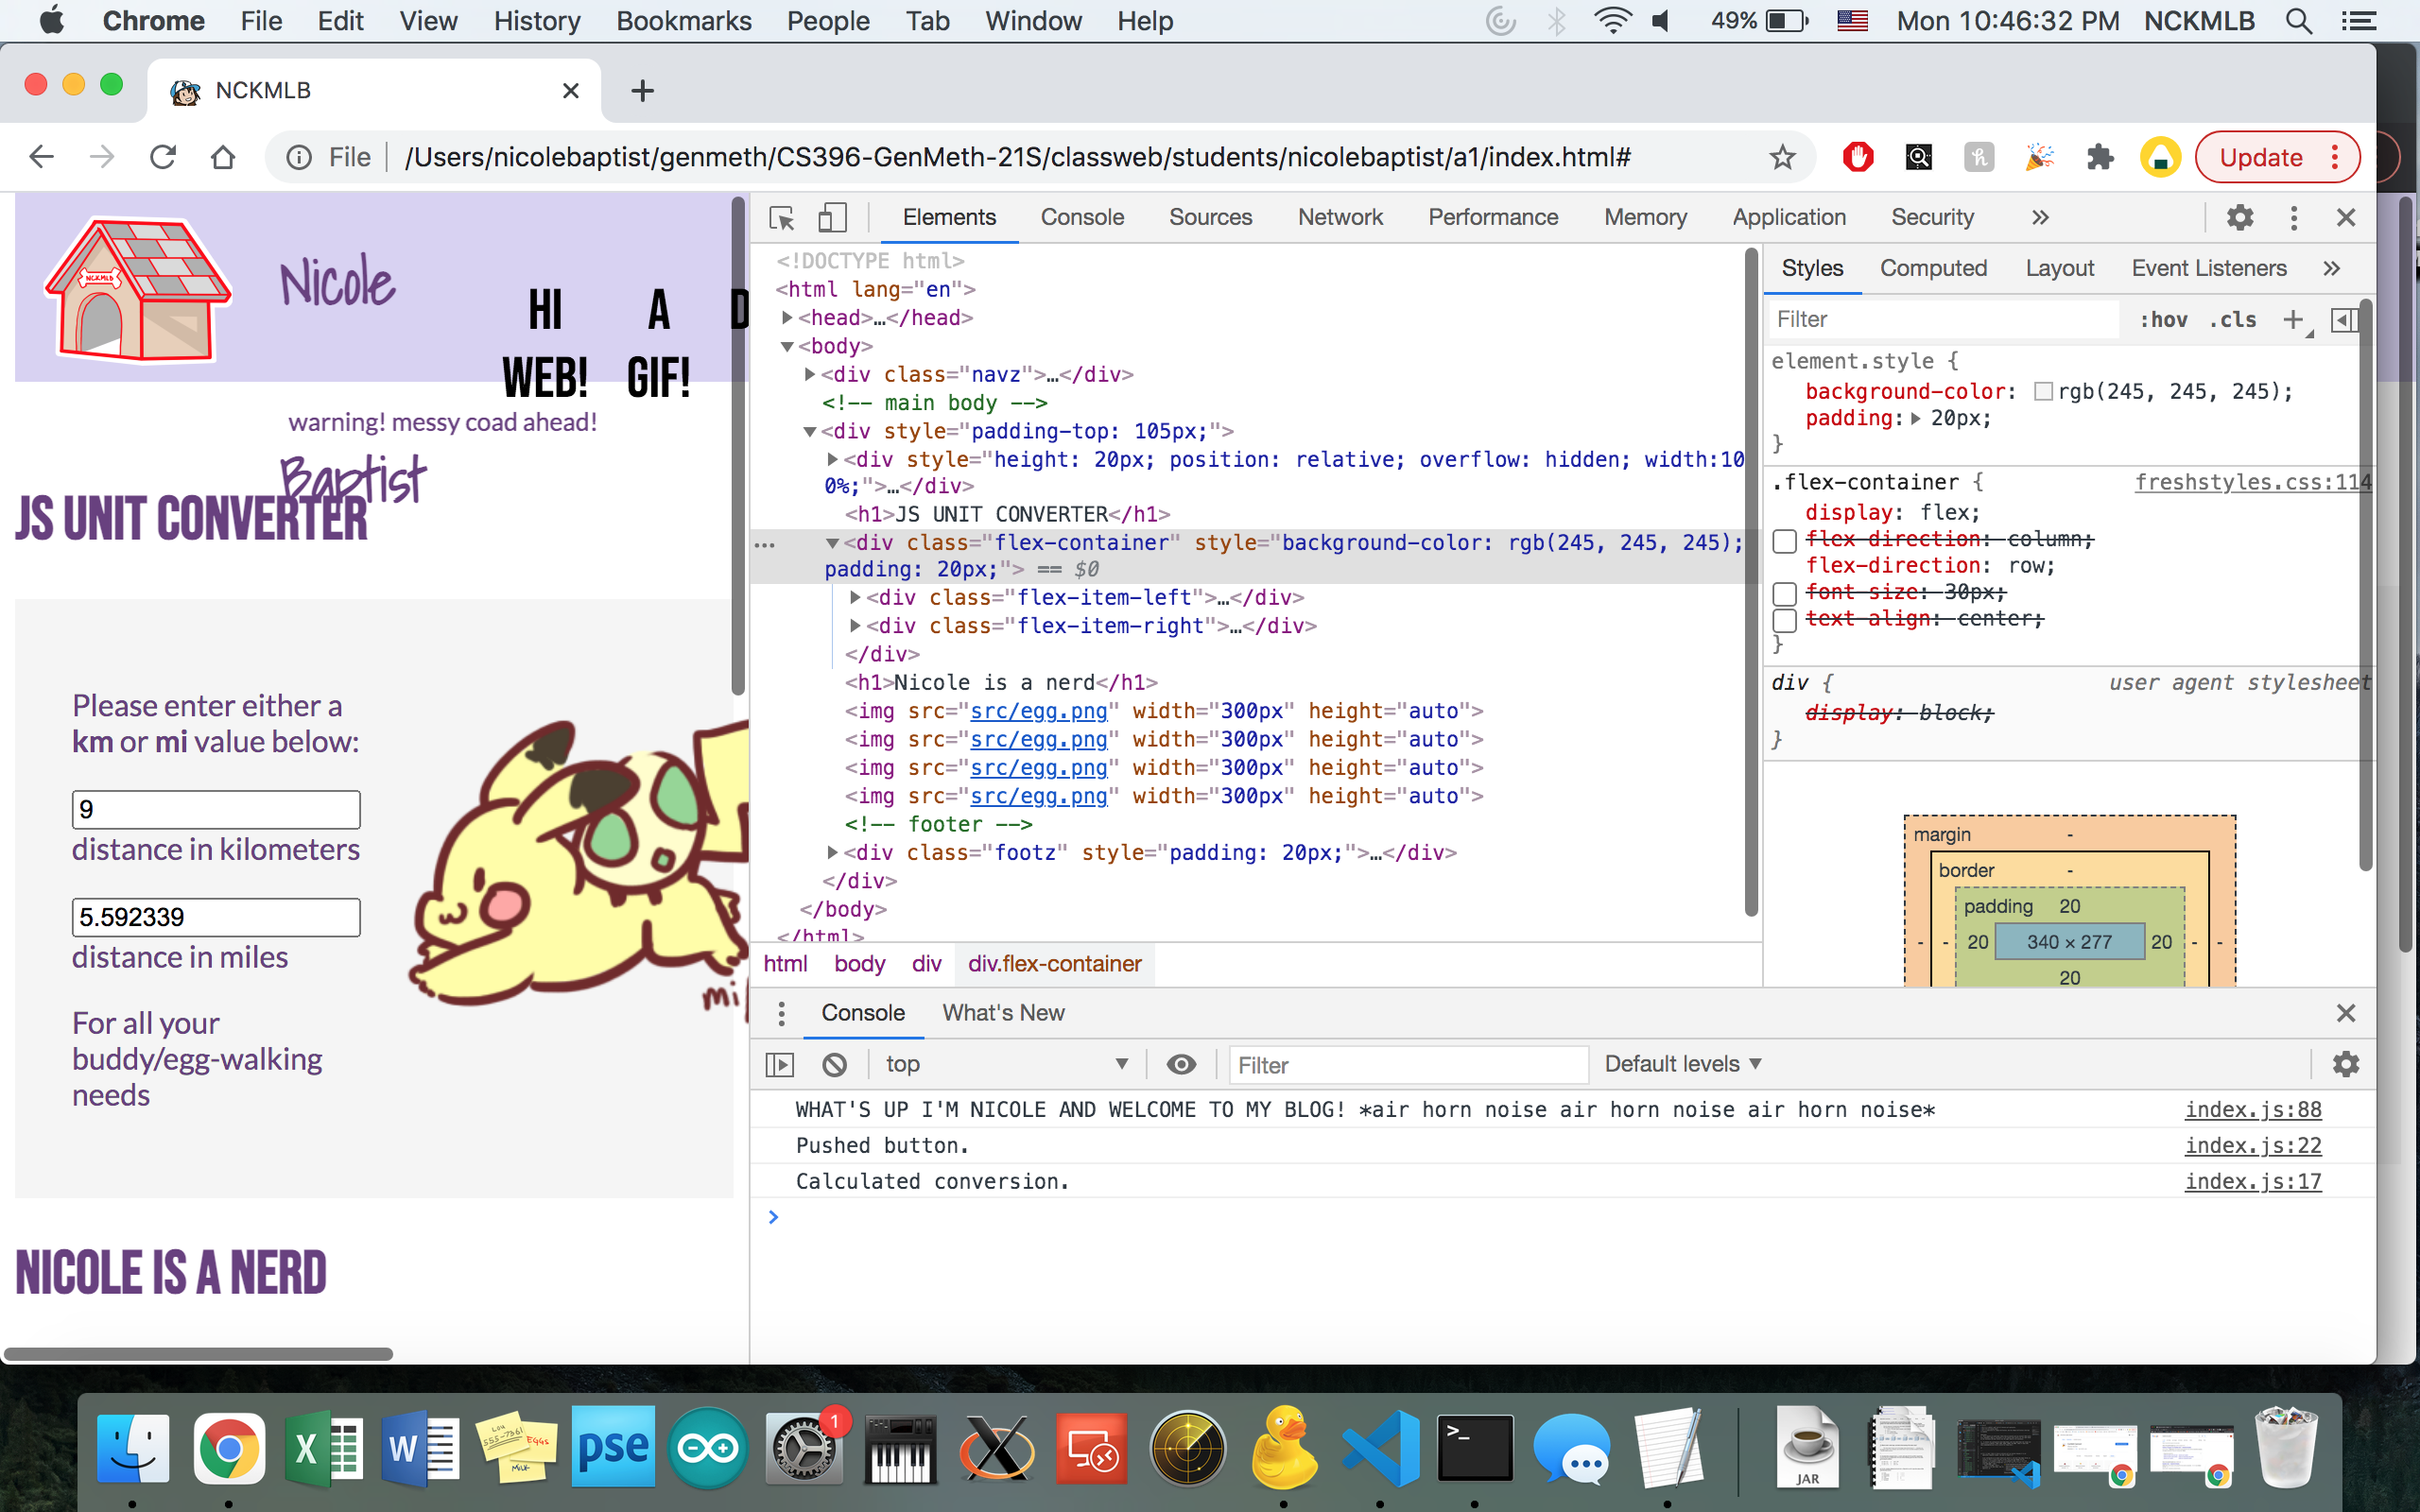 Chrome File Edit View History Bookmarks People Tab Window Help 49% Mon 10:46:32 PM NCKMLB
NCKMLB
File /Users/nicolebaptist/genmeth/CS396-GenMeth-21S/classweb/students/nicolebaptist/a1/index.html# Update
NCKMLB
Nicole
HI A D
WEB! GIF!
warning! messy coad ahead!
Baptist
JS UNIT CONVERTER
Please enter either a
km or mi value below:
9
distance in kilometers
5.592339
distance in miles
For all your
buddy/egg-walking
needs
NICOLE IS A NERD
Elements Console Sources Network Performance Memory Application Security »
<!DOCTYPE html>
<html lang="en">
<head>…</head>
<body>
<div class="navz">…</div>
<!-- main body -->
<div style="padding-top: 105px;">
<div style="height: 20px; position: relative; overflow: hidden; width:10
0%;">…</div>
<h1>JS UNIT CONVERTER</h1>
<div class="flex-container" style="background-color: rgb(245, 245, 245);
padding: 20px;"> == $0
<div class="flex-item-left">…</div>
<div class="flex-item-right">…</div>
</div>
<h1>Nicole is a nerd</h1>
<img src="src/egg.png" width="300px" height="auto">
<img src="src/egg.png" width="300px" height="auto">
<img src="src/egg.png" width="300px" height="auto">
<img src="src/egg.png" width="300px" height="auto">
<!-- footer -->
<div class="footz" style="padding: 20px;">…</div>
</div>
</body>
</html>
html body div div.flex-container
Styles Computed Layout Event Listeners »
Filter :hov .cls +
element.style {
background-color: rgb(245, 245, 245);
padding: 20px;
}
.flex-container { freshstyles.css:114
display: flex;
flex-direction: column;
flex-direction: row;
font-size: 30px;
text-align: center;
}
div { user agent stylesheet
display: block;
}
margin -
border -
padding 20
- - 20 340 × 277 20 - -
20
Console What's New
top Filter Default levels
WHAT'S UP I'M NICOLE AND WELCOME TO MY BLOG! *air horn noise air horn noise air horn noise* index.js:88
Pushed button. index.js:22
Calculated conversion. index.js:17
pse
1
JAR